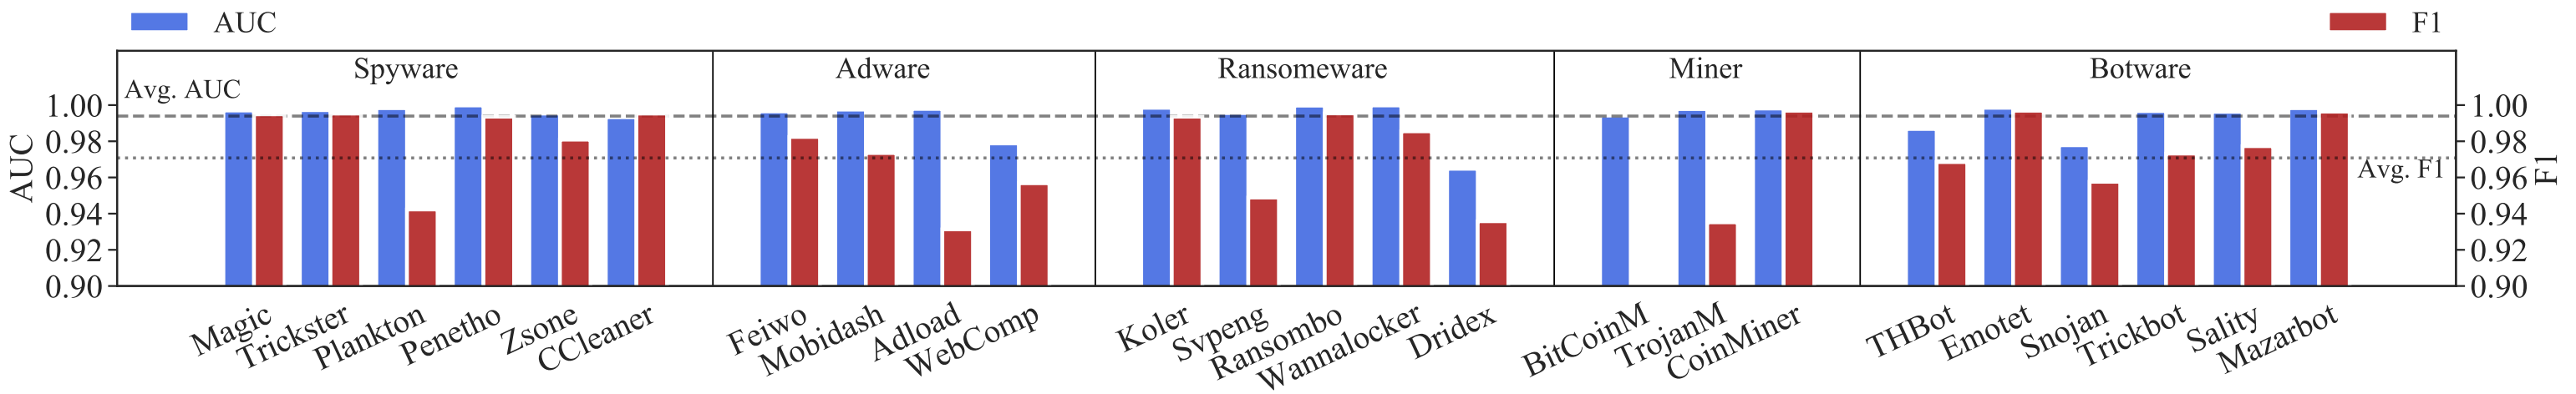 AUC
F1
Spyware
Adware
Ransomeware
Miner
Botware
Avg. AUC
1.00
0.98
0.96
0.94
0.92
0.90
AUC
1.00
0.98
0.96
0.94
0.92
0.90
F1
Avg. F1
Magic
Trickster
Plankton
Penetho
Zsone
CCleaner
Feiwo
Mobidash
Adload
WebComp
Koler
Svpeng
Ransombo
Wannalocker
Dridex
BitCoinM
TrojanM
CoinMiner
THBot
Emotet
Snojan
Trickbot
Sality
Mazarbot